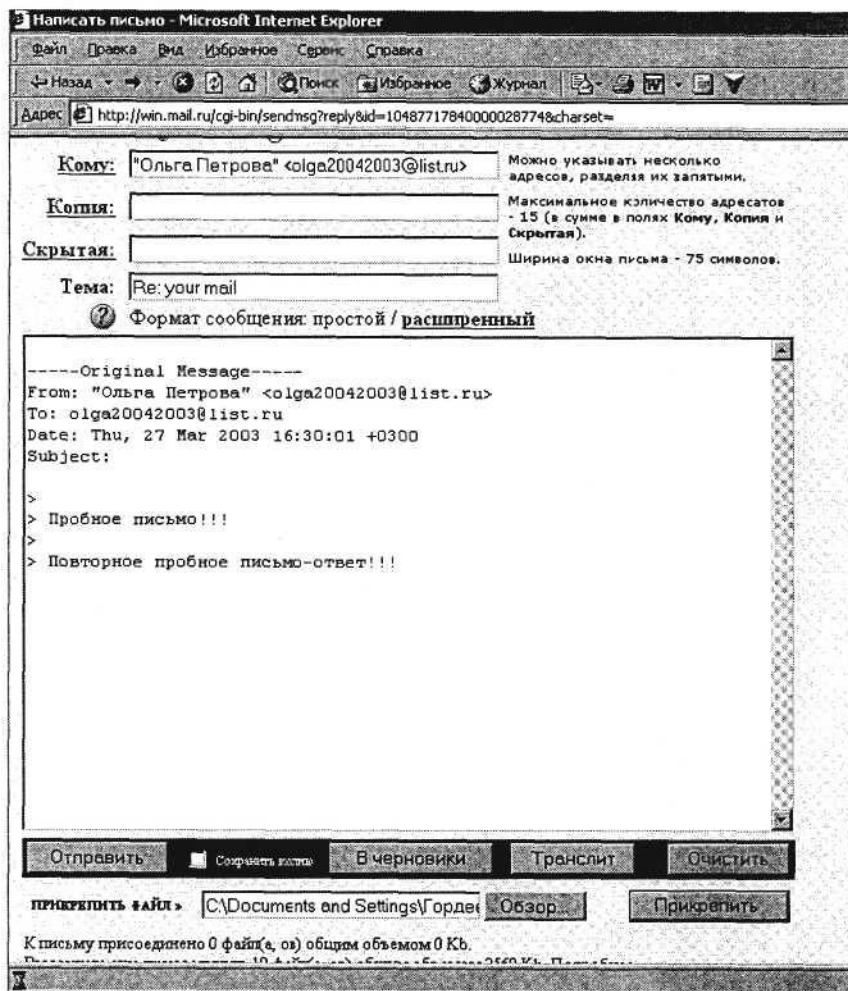 Написать письмо - Microsoft Internet Explorer
Файл Правка Вид Избранное Сервис Справка
Назад Поиск Избранное Журнал
Адрес http://win.mail.ru/cgi-bin/sendmsg?reply&id=10487717840000028774&charset=
Кому: "Ольга Петрова" <olga20042003@list.ru>
Можно указывать несколько
адресов, разделяя их запятыми.
Копия:
Максимальное количество адресатов
- 15 (в сумме в полях Кому, Копия и
Скрытая).
Скрытая:
Ширина окна письма - 75 символов.
Тема: Re: your mail
Формат сообщения: простой / расширенный
-----Original Message-----
From: "Ольга Петрова" <olga20042003@list.ru>
To: olga20042003@list.ru
Date: Thu, 27 Mar 2003 16:30:01 +0300
Subject:
>
> Пробное письмо!!!
>
> Повторное пробное письмо-ответ!!!
Отправить Сохранить копию В черновики Транслит Очистить
ПРИКРЕПИТЬ ФАЙЛ » C:\Documents and Settings\Гордее Обзор... Прикрепить
К письму присоединено 0 файл(а, ов) общим объемом 0 Kb.